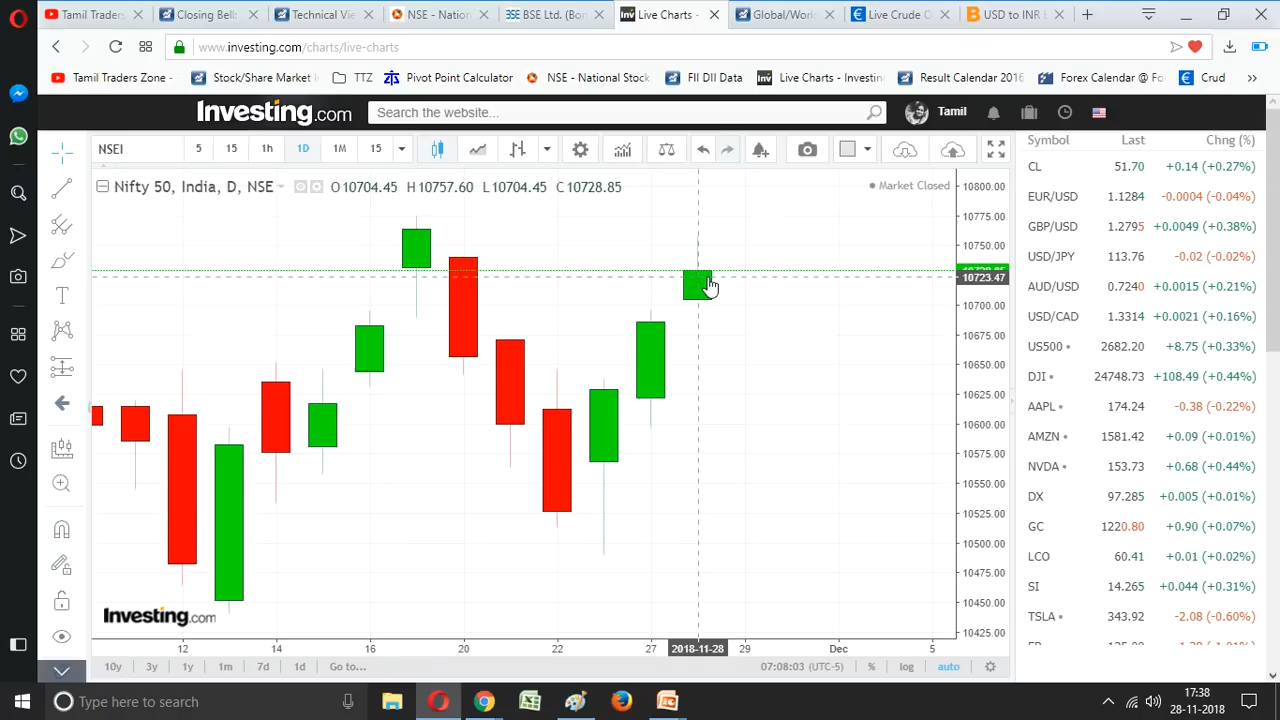 Tamil Traders
Closing Bell:
Technical Vie
NSE - Nation
BSE Ltd. (Bon
Live Charts -
Global/Worl
Live Crude O
USD to INR E
www.investing.com/charts/live-charts
Tamil Traders Zone -
Stock/Share Market
TTZ
Pivot Point Calculator
NSE - National Stock
FII DII Data
Live Charts - Investin
Result Calendar 2016
Forex Calendar @ Fo
Crud
Investing.com
Search the website...
Tamil
NSEI
5
15
1h
1D
1M
15
Nifty 50, India, D, NSE
O10704.45 H10757.60 L10704.45 C10728.85
Market Closed
10800.00
10775.00
10750.00
10723.47
10700.00
10675.00
10650.00
10625.00
10600.00
10575.00
10550.00
10525.00
10500.00
10475.00
10450.00
10425.00
Symbol Last Chng (%)
CL 51.70 +0.14 (+0.27%)
EUR/USD 1.1284 -0.0004 (-0.04%)
GBP/USD 1.2795 +0.0049 (+0.38%)
USD/JPY 113.76 -0.02 (-0.02%)
AUD/USD 0.7240 +0.0015 (+0.21%)
USD/CAD 1.3314 +0.0021 (+0.16%)
US500 2682.20 +8.75 (+0.33%)
DJI 24748.73 +108.49 (+0.44%)
AAPL 174.24 -0.38 (-0.22%)
AMZN 1581.42 +0.09 (+0.01%)
NVDA 153.73 +0.68 (+0.44%)
DX 97.285 +0.005 (+0.01%)
GC 1220.80 +0.90 (+0.07%)
LCO 60.41 +0.01 (+0.02%)
SI 14.265 +0.044 (+0.31%)
TSLA 343.92 -2.08 (-0.60%)
Investing.com
12 14 16 20 22 27 2018-11-28 29 Dec 5
10y 3y 1y 1m 7d 1d Go to...
07:08:03 (UTC-5) % log auto
Type here to search
17:38
28-11-2018